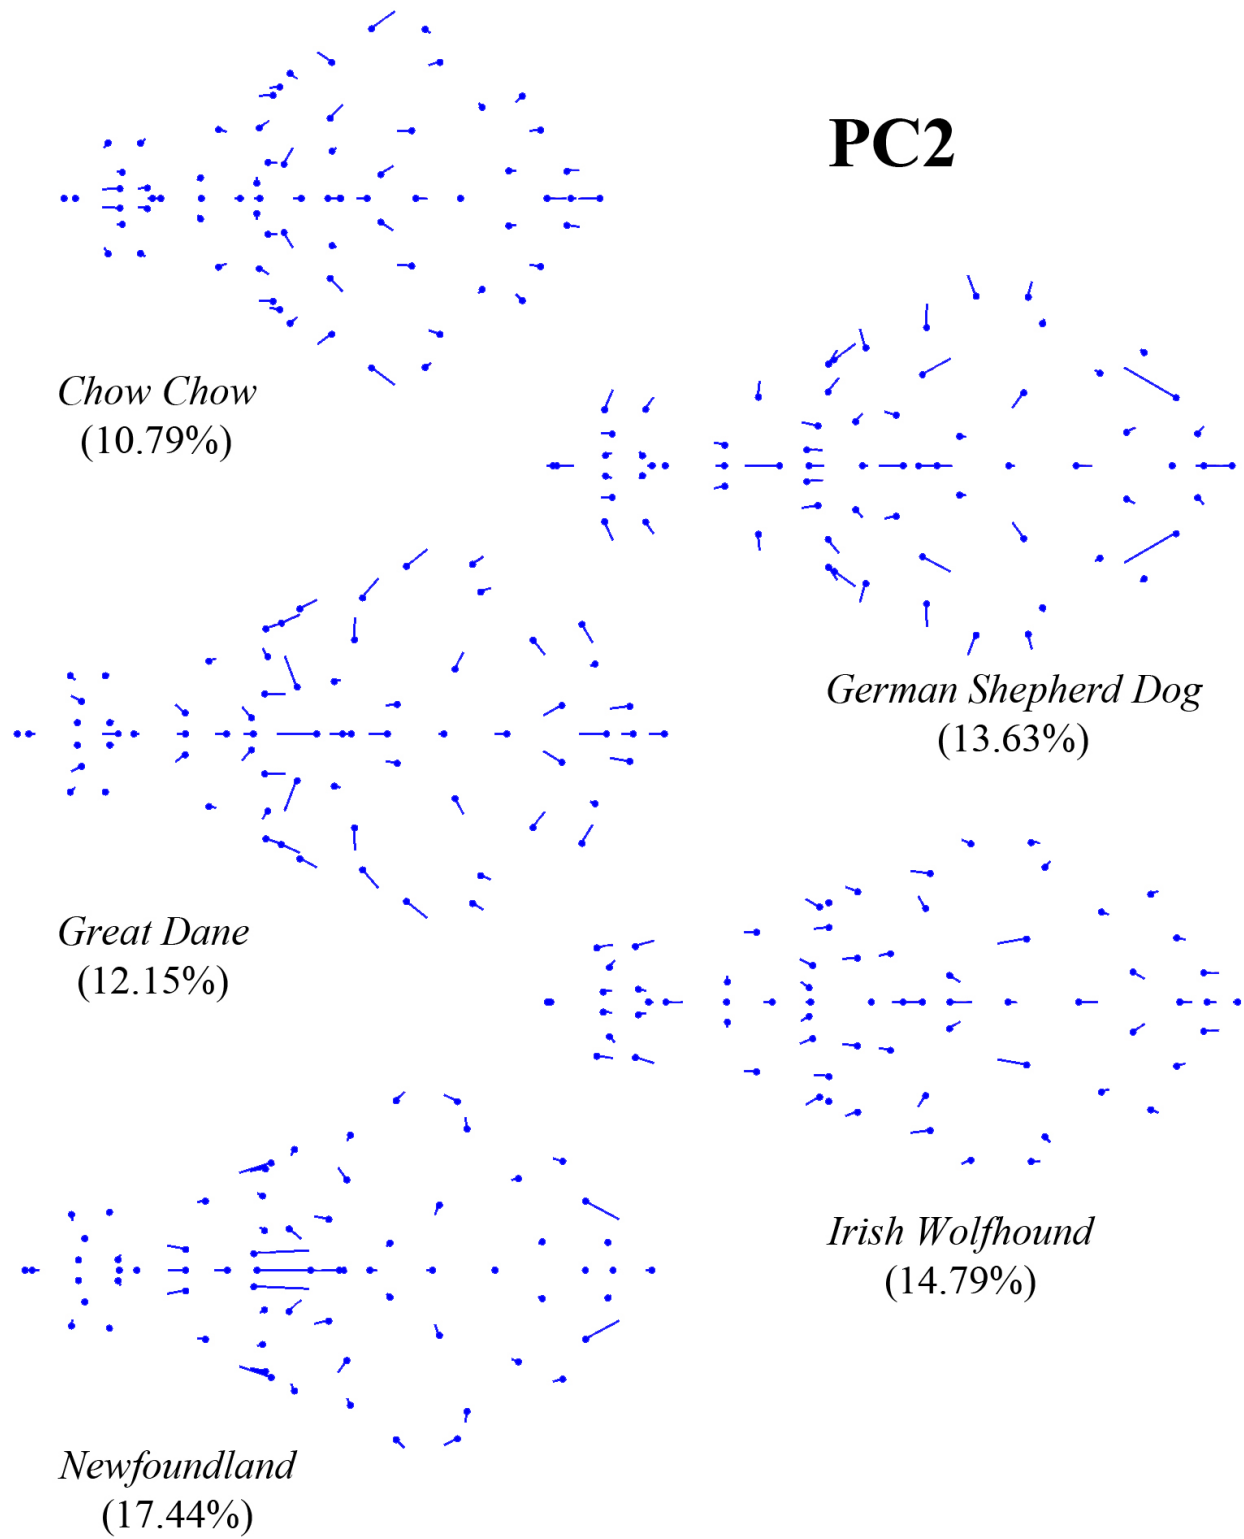 PC2
Chow Chow
(10.79%)
German Shepherd Dog
(13.63%)
Great Dane
(12.15%)
Irish Wolfhound
(14.79%)
Newfoundland
(17.44%)